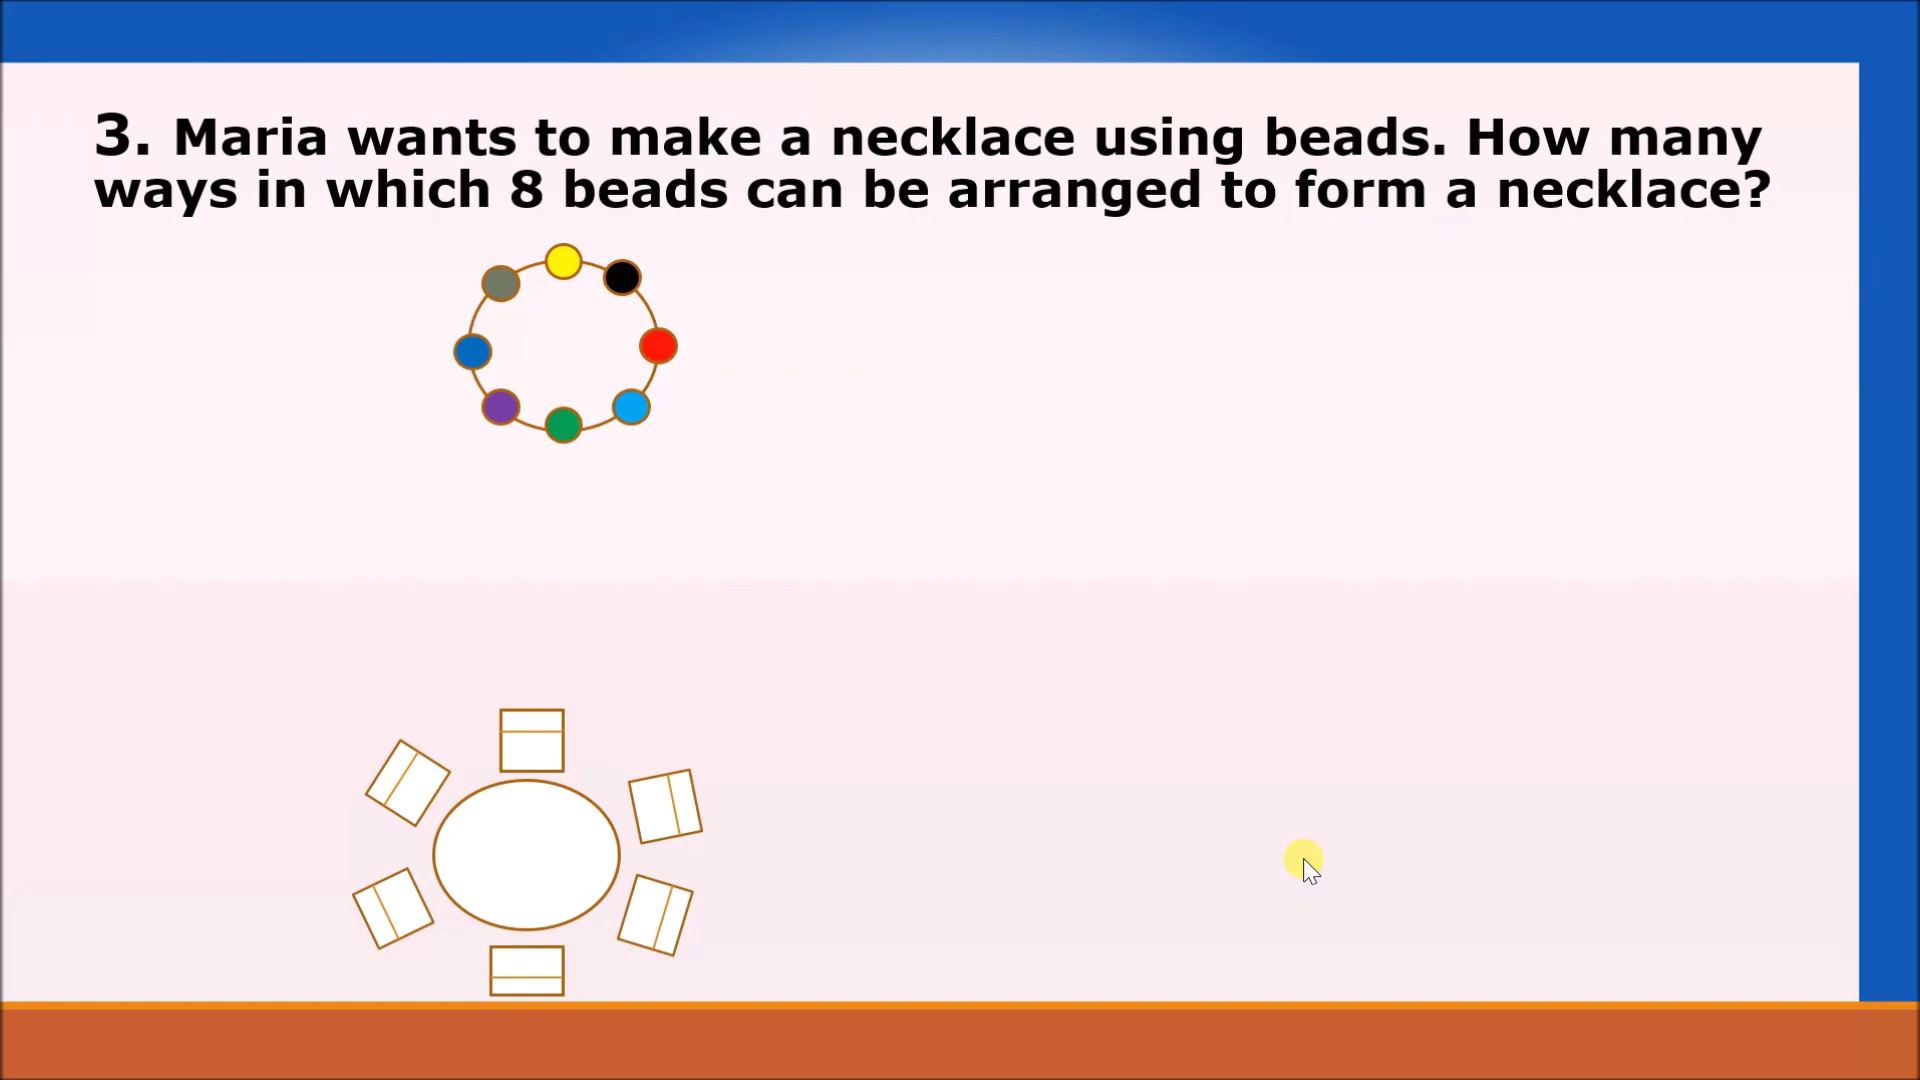 3. Maria wants to make a necklace using beads. How many
ways in which 8 beads can be arranged to form a necklace?